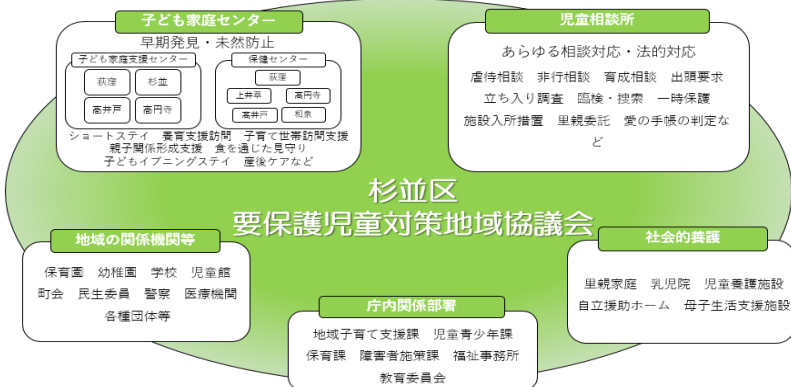 子ども家庭センター
早期発見・未然防止
子ども家庭支援センター
荻窪 杉並
高井戸 高円寺
保健センター
荻窪
上井草 高円寺
高井戸 和泉
ショートステイ 養育支援訪問 子育て世帯訪問支援
親子関係形成支援 食を通じた見守り
子どもイブニングステイ 産後ケアなど
児童相談所
あらゆる相談対応・法的対応
虐待相談 非行相談 育成相談 出頭要求
立ち入り調査 臨検・捜索 一時保護
施設入所措置 里親委託 愛の手帳の判定な
ど
杉並区
要保護児童対策地域協議会
地域の関係機関等
保育園 幼稚園 学校 児童館
町会 民生委員 警察 医療機関
各種団体等
庁内関係部署
地域子育て支援課 児童青少年課
保育課 障害者施策課 福祉事務所
教育委員会
社会的養護
里親家庭 乳児院 児童養護施設
自立援助ホーム 母子生活支援施設